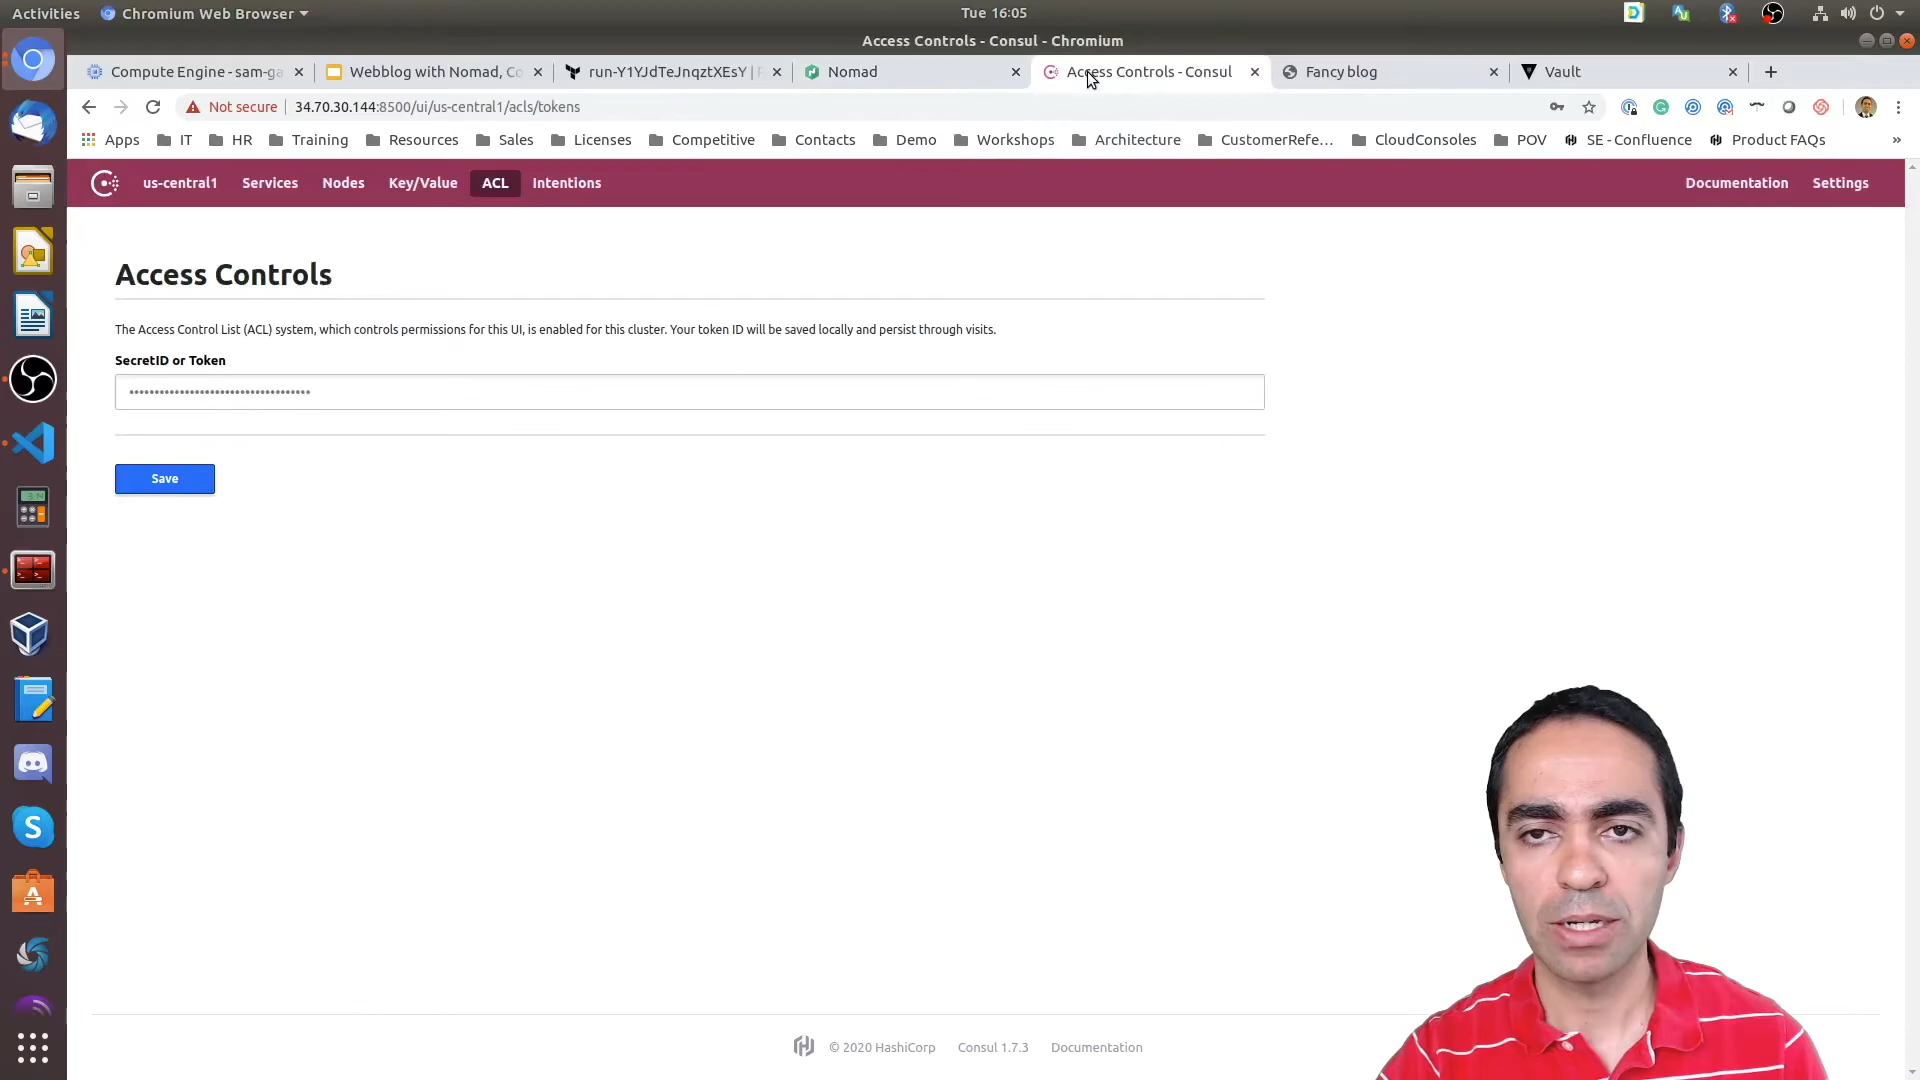 Activities Chromium Web Browser Tue 16:05
Access Controls - Consul - Chromium
Compute Engine - sam-ga Webblog with Nomad, Co run-Y1YJdTeJnqztXEsY | Nomad Access Controls - Consul Fancy blog Vault
Not secure 34.70.30.144:8500/ui/us-central1/acls/tokens
Apps IT HR Training Resources Sales Licenses Competitive Contacts Demo Workshops Architecture CustomerRefe... CloudConsoles POV SE - Confluence Product FAQs »
us-central1 Services Nodes Key/Value ACL Intentions Documentation Settings
Access Controls
The Access Control List (ACL) system, which controls permissions for this UI, is enabled for this cluster. Your token ID will be saved locally and persist through visits.
SecretID or Token
••••••••••••••••••••••••••••••••••••
Save
© 2020 HashiCorp Consul 1.7.3 Documentation